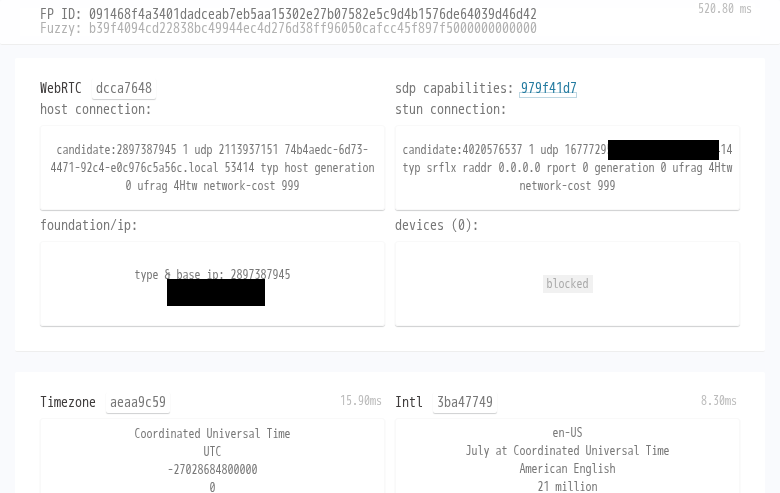 FP ID: 091468f4a3401dadceab7eb5aa15302e27b07582e5c9d4b1576de64039d46d42
520.80 ms
Fuzzy: b39f4094cd22838bc49944ec4d276d38ff96050cafcc45f897f5000000000000
WebRTC dcca7648
sdp capabilities: 979f41d7
host connection:
stun connection:
candidate:2897387945 1 udp 2113937151 74b4aedc-6d73-
4471-92c4-e0c976c5a56c.local 53414 typ host generation
0 ufrag 4Htw network-cost 999
candidate:4020576537 1 udp 1677729 14
typ srflx raddr 0.0.0.0 rport 0 generation 0 ufrag 4Htw
network-cost 999
foundation/ip:
devices (0):
type & base ip: 2897387945
blocked
Timezone aeaa9c59 15.90ms
Intl 3ba47749 8.30ms
Coordinated Universal Time
UTC
-27028684800000
0
en-US
July at Coordinated Universal Time
American English
21 million